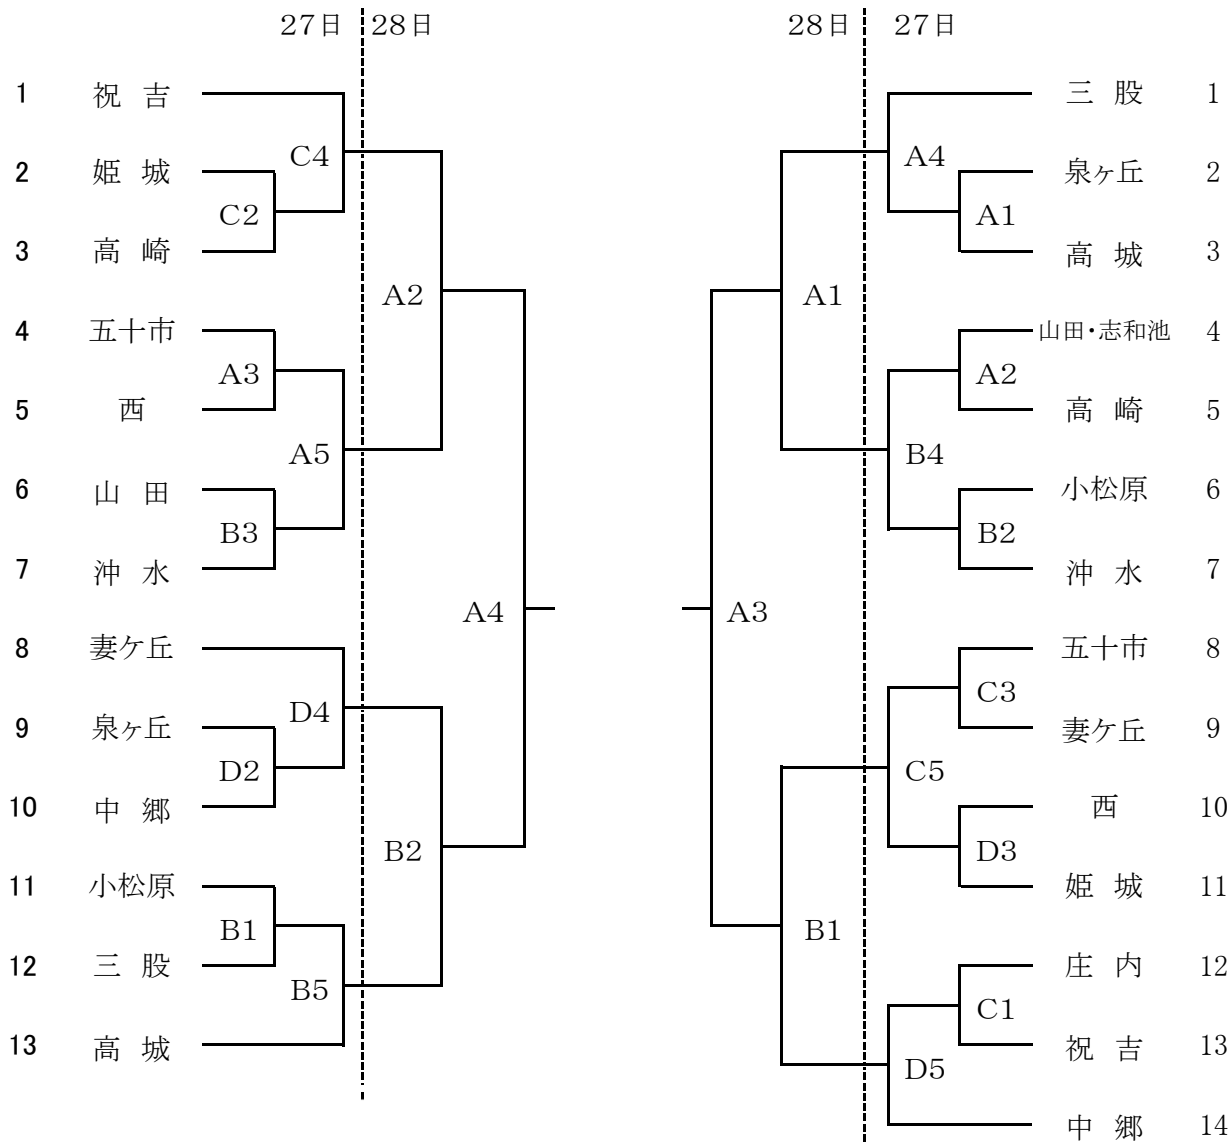 27日 28日
28日 27日
1 祝 吉
三 股 1
C4
A4
2 姫 城
泉ヶ丘 2
C2
A1
3 高 崎
高 城 3
A2
A1
4 五十市
山田・志和池 4
A3
A2
5 西
高 崎 5
A5
B4
6 山 田
小松原 6
B3
B2
7 沖 水
沖 水 7
A4
A3
8 妻ケ丘
五十市 8
D4
C3
9 泉ヶ丘
妻ケ丘 9
D2
C5
10 中 郷
西 10
B2
D3
11 小松原
姫 城 11
B1
B1
12 三 股
庄 内 12
B5
C1
13 高 城
祝 吉 13
D5
中 郷 14